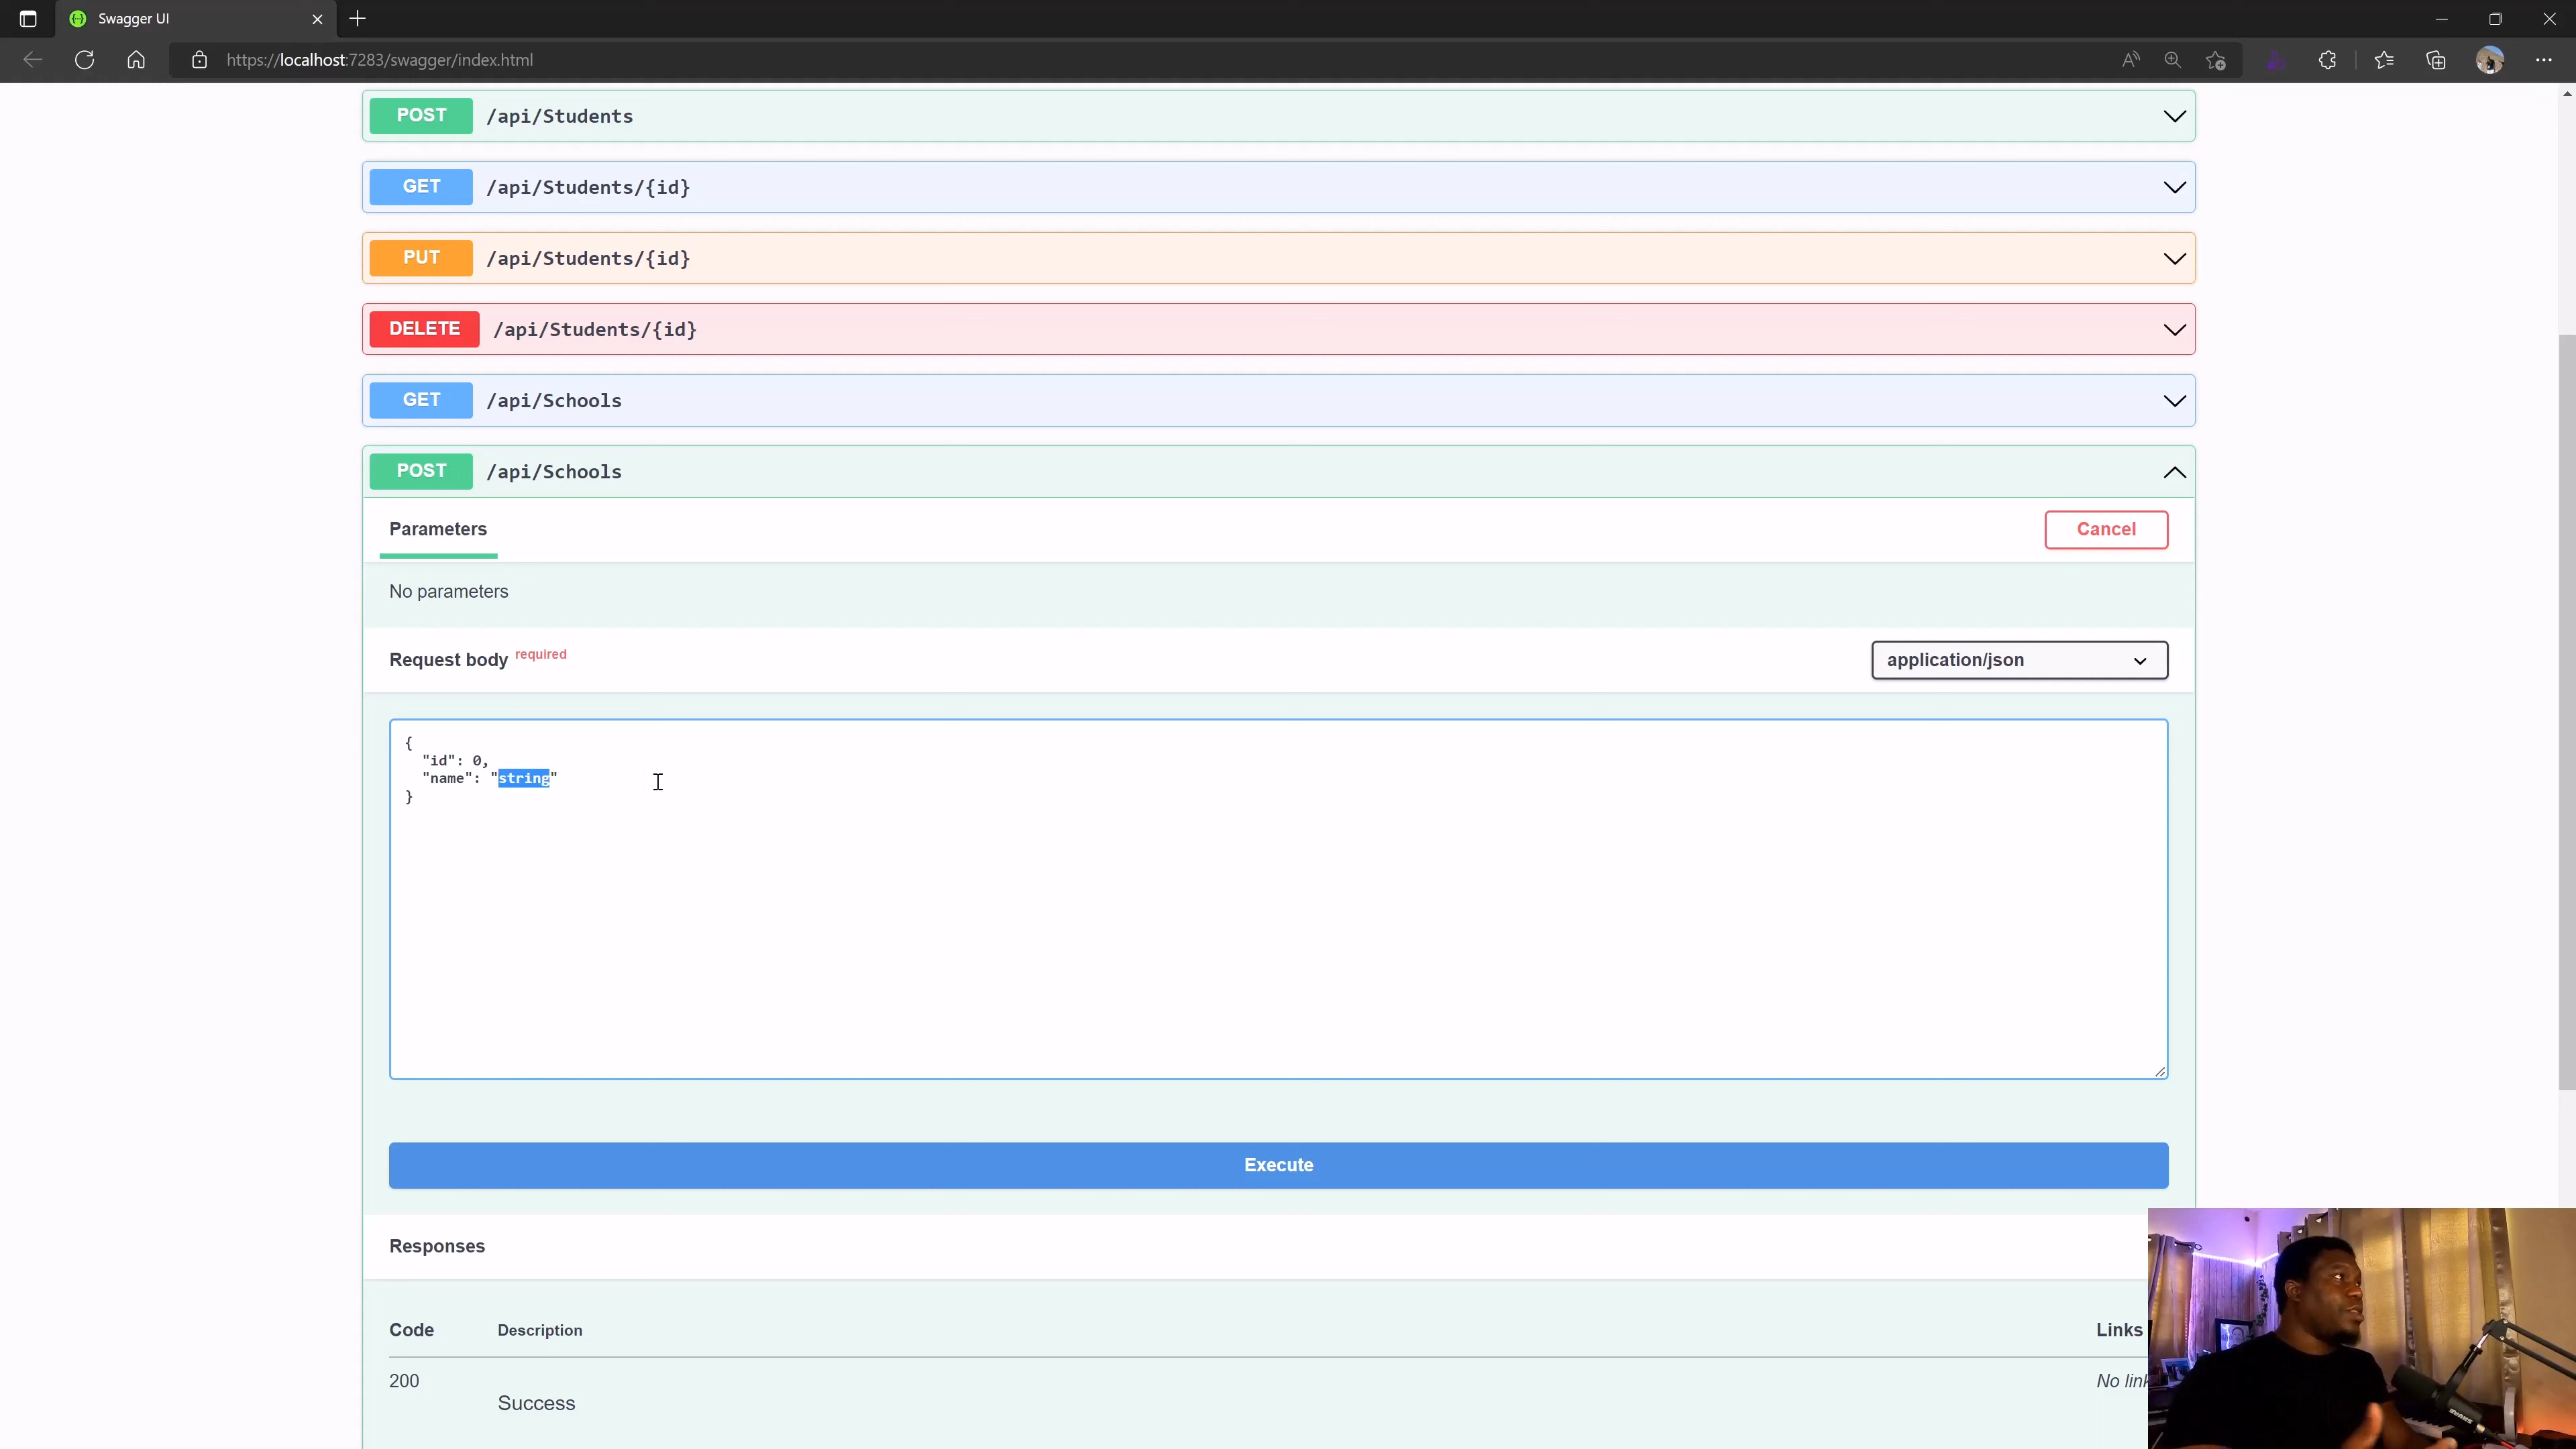 Swagger UI
https://localhost:7283/swagger/index.html
POST /api/Students
GET /api/Students/{id}
PUT /api/Students/{id}
DELETE /api/Students/{id}
GET /api/Schools
POST /api/Schools
Parameters
Cancel
No parameters
Request body required
application/json
{
"id": 0,
"name": "string"
}
Execute
Responses
Code Description Links
200 No link
Success